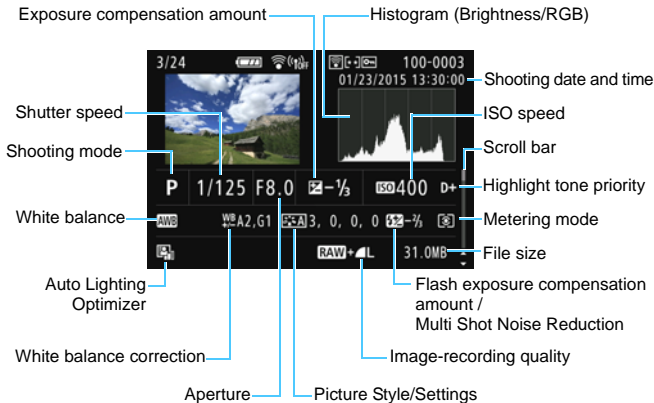 Exposure compensation amount
Histogram (Brightness/RGB)
3/24
OFF
100-0003
01/23/2015 13:30:00
Shooting date and time
Shutter speed
ISO speed
Shooting mode
Scroll bar
P 1/125 F8.0 -1/3 ISO 400 D+
Highlight tone priority
White balance
AWB WB A2,G1 A 3, 0, 0, 0 -2/3
Metering mode
RAW+L 31.0MB
File size
Auto Lighting
Optimizer
Flash exposure compensation
amount /
Multi Shot Noise Reduction
White balance correction
Image-recording quality
Aperture
Picture Style/Settings